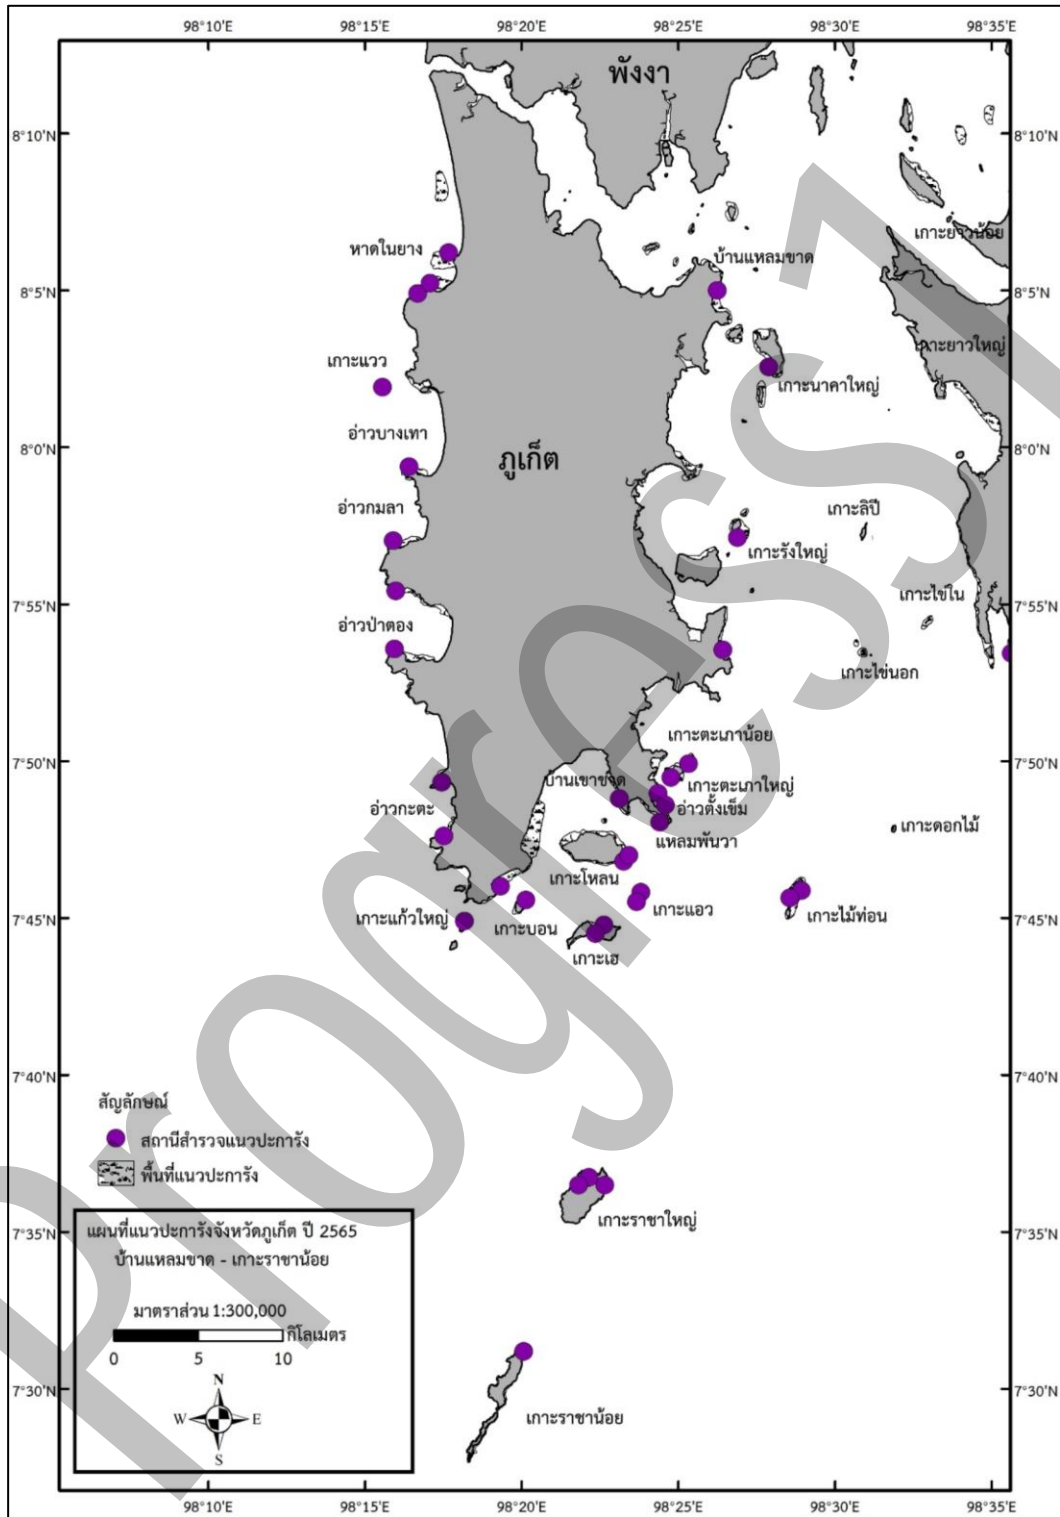 98°10'E 98°15'E 98°20'E 98°25'E 98°30'E 98°35'E
พังงา
8°10'N 8°10'N
เกาะยาวน้อย
หาดในยาง
บ้านแหลมขาด
8°5'N 8°5'N
เกาะยาวใหญ่
เกาะแวว
เกาะนาคาใหญ่
อ่าวบางเทา
8°0'N 8°0'N
ภูเก็ต
อ่าวกมลา
เกาะลิปี
เกาะรังใหญ่
เกาะไข่ใน
7°55'N 7°55'N
อ่าวป่าตอง
เกาะไข่นอก
เกาะตะเภาน้อย
7°50'N 7°50'N
บ้านเขาขาด
เกาะตะเภาใหญ่
อ่าวกะตะ
อ่าวตั้งเข็ม
เกาะดอกไม้
แหลมพันวา
เกาะโหลน
เกาะแอว
เกาะแก้วใหญ่
เกาะบอน
เกาะไม้ท่อน
7°45'N 7°45'N
เกาะเฮ
7°40'N 7°40'N
สัญลักษณ์
สถานีสำรวจแนวปะการัง
พื้นที่แนวปะการัง
เกาะราชาใหญ่
7°35'N 7°35'N
แผนที่แนวปะการังจังหวัดภูเก็ต ปี 2565
บ้านแหลมขาด - เกาะราชาน้อย
มาตราส่วน 1:300,000
กิโลเมตร
0 5 10
N
W E
S
7°30'N 7°30'N
เกาะราชาน้อย
98°10'E 98°15'E 98°20'E 98°25'E 98°30'E 98°35'E